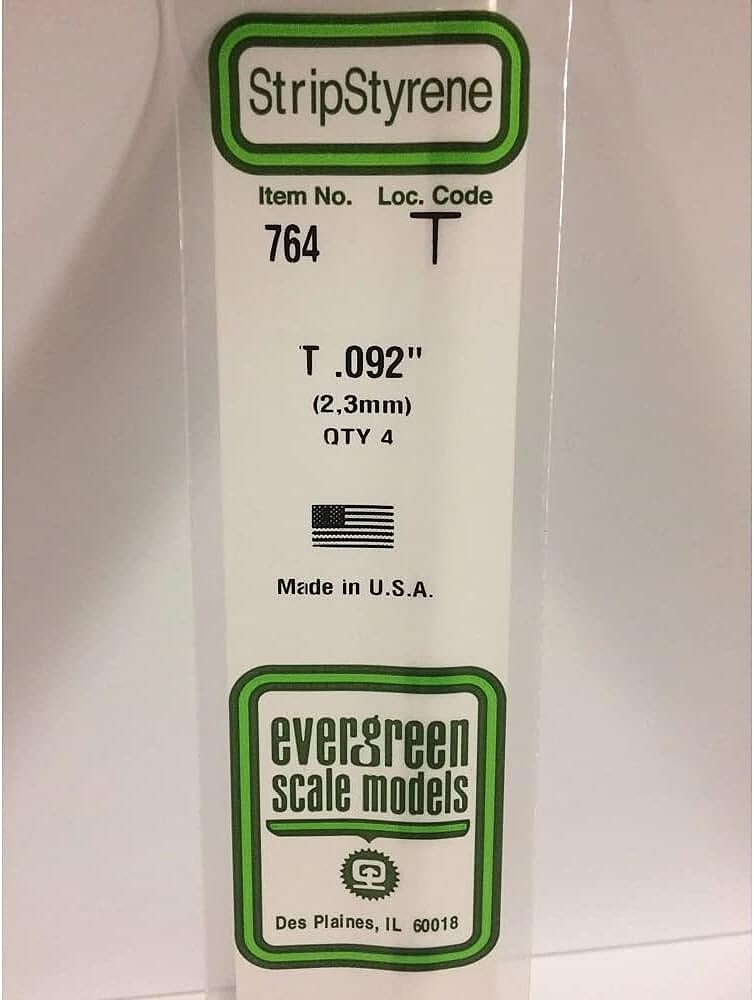 StripStyrene
Item No. Loc. Code
764 T
T .092"
(2,3mm)
QTY 4
Made in U.S.A.
evergreen
scale models
Des Plaines, IL 60018